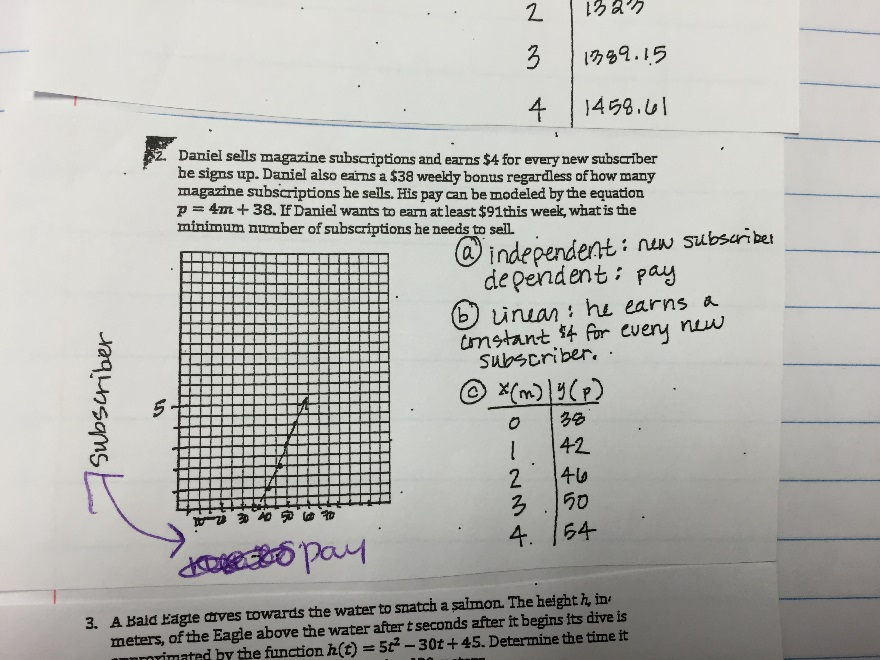 2 1323
3 1389.15
4 1458.61
2. Daniel sells magazine subscriptions and earns $4 for every new subscriber
he signs up. Daniel also earns a $38 weekly bonus regardless of how many
magazine subscriptions he sells. His pay can be modeled by the equation
p = 4m + 38. If Daniel wants to earn at least $91this week, what is the
minimum number of subscriptions he needs to sell.
(a) independent : new subscriber
dependent : pay
(b) Linear : he earns a
constant $4 for every new
subscriber.
(c) x(m) y(p)
0 38
1 42
2 46
3 50
4. 54
Subscriber
5
10 20 30 40 50 60 70
pay
3. A Bald Eagle dives towards the water to snatch a salmon. The height h, in
meters, of the Eagle above the water after t seconds after it begins its dive is
approximated by the function h(t) = 5t² – 30t + 45. Determine the time it